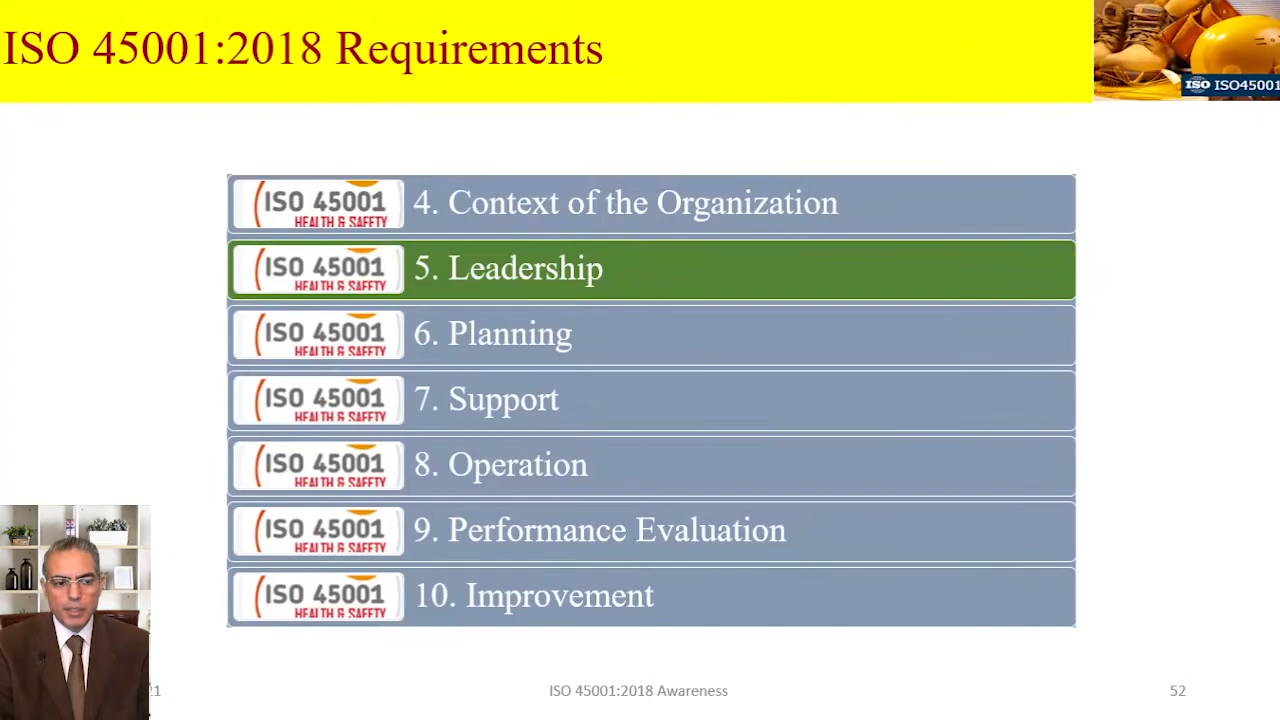 ISO 45001:2018 Requirements
ISO ISO45001
ISO 45001
HEALTH & SAFETY
4. Context of the Organization
ISO 45001
HEALTH & SAFETY
5. Leadership
ISO 45001
HEALTH & SAFETY
6. Planning
ISO 45001
HEALTH & SAFETY
7. Support
ISO 45001
HEALTH & SAFETY
8. Operation
ISO 45001
HEALTH & SAFETY
9. Performance Evaluation
ISO 45001
HEALTH & SAFETY
10. Improvement
21
ISO 45001:2018 Awareness
52